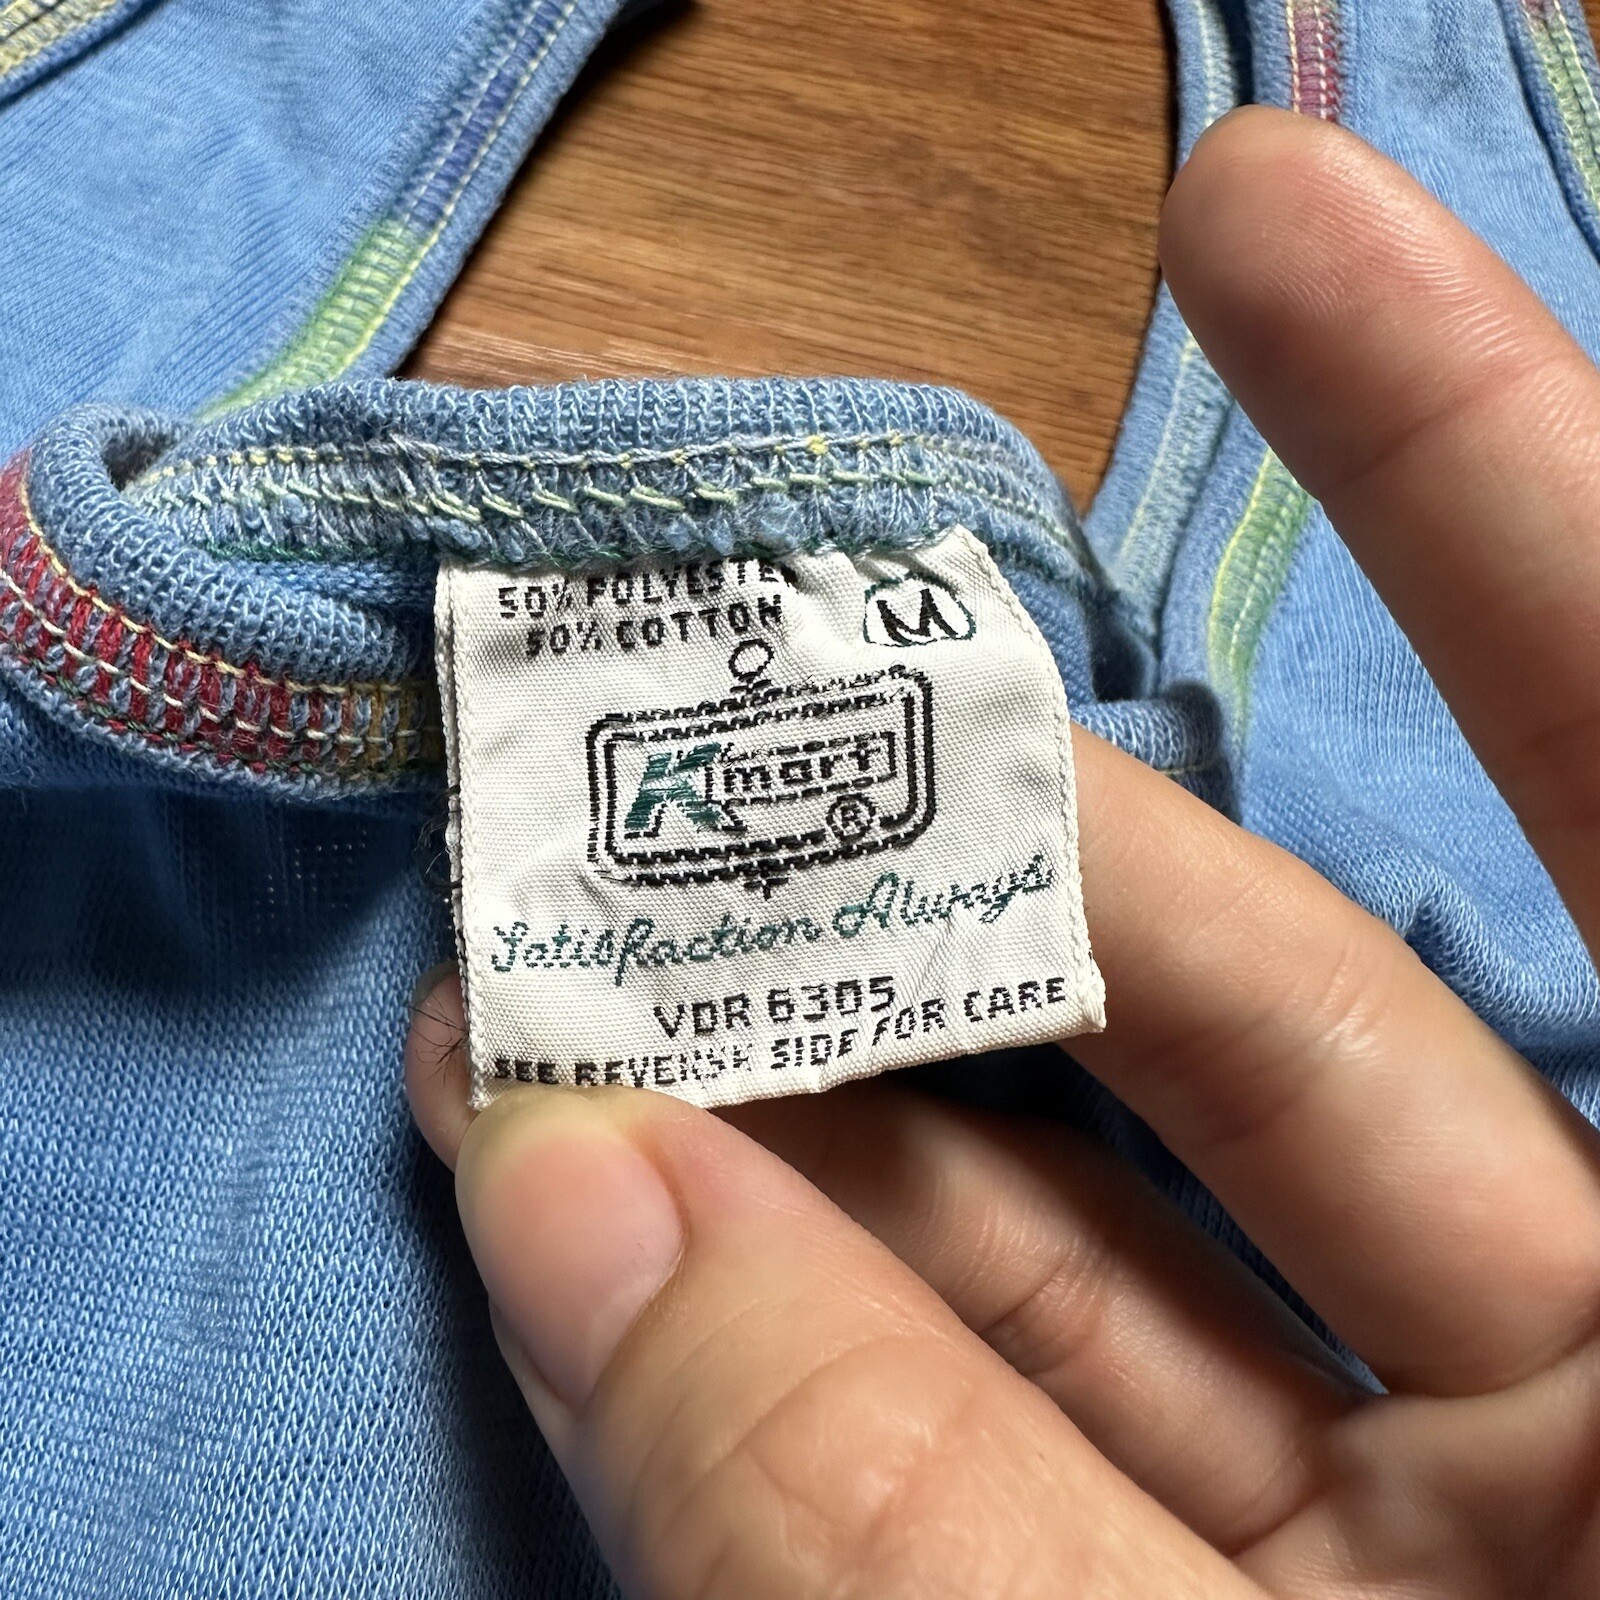 50% POLYESTER
50% COTTON
M
Kmart ®
Satisfaction Always
VDR 6305
SEE REVERSE SIDE FOR CARE